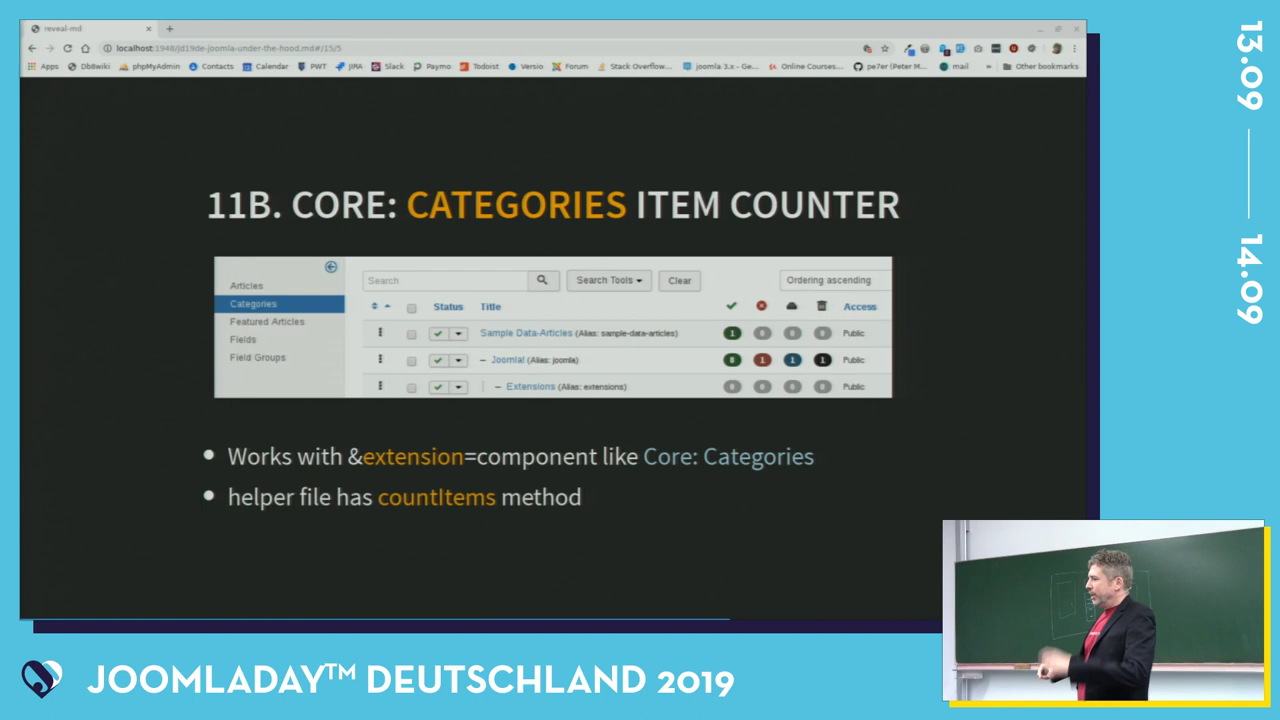 reveal-md
localhost:1948/jd19de-joomla-under-the-hood.md#/15/5
Apps Db8wiki phpMyAdmin Contacts Calendar PWT JIRA Slack Paymo Todoist Versio Forum Stack Overflow... joomla 3.x - Ge... Online Courses... pe7er (Peter M... mail » Other bookmarks
11B. CORE: CATEGORIES ITEM COUNTER
Articles
Categories
Featured Articles
Fields
Field Groups
Search Search Tools Clear Ordering ascending
Status Title Access
Sample Data-Articles (Alias: sample-data-articles) 1 0 0 0 Public
– Joomla! (Alias: joomla) 8 1 1 1 Public
– Extensions (Alias: extensions) 0 0 0 0 Public
• Works with &extension=component like Core: Categories
• helper file has countItems method
13.09 — 14.09
JOOMLADAY™ DEUTSCHLAND 2019